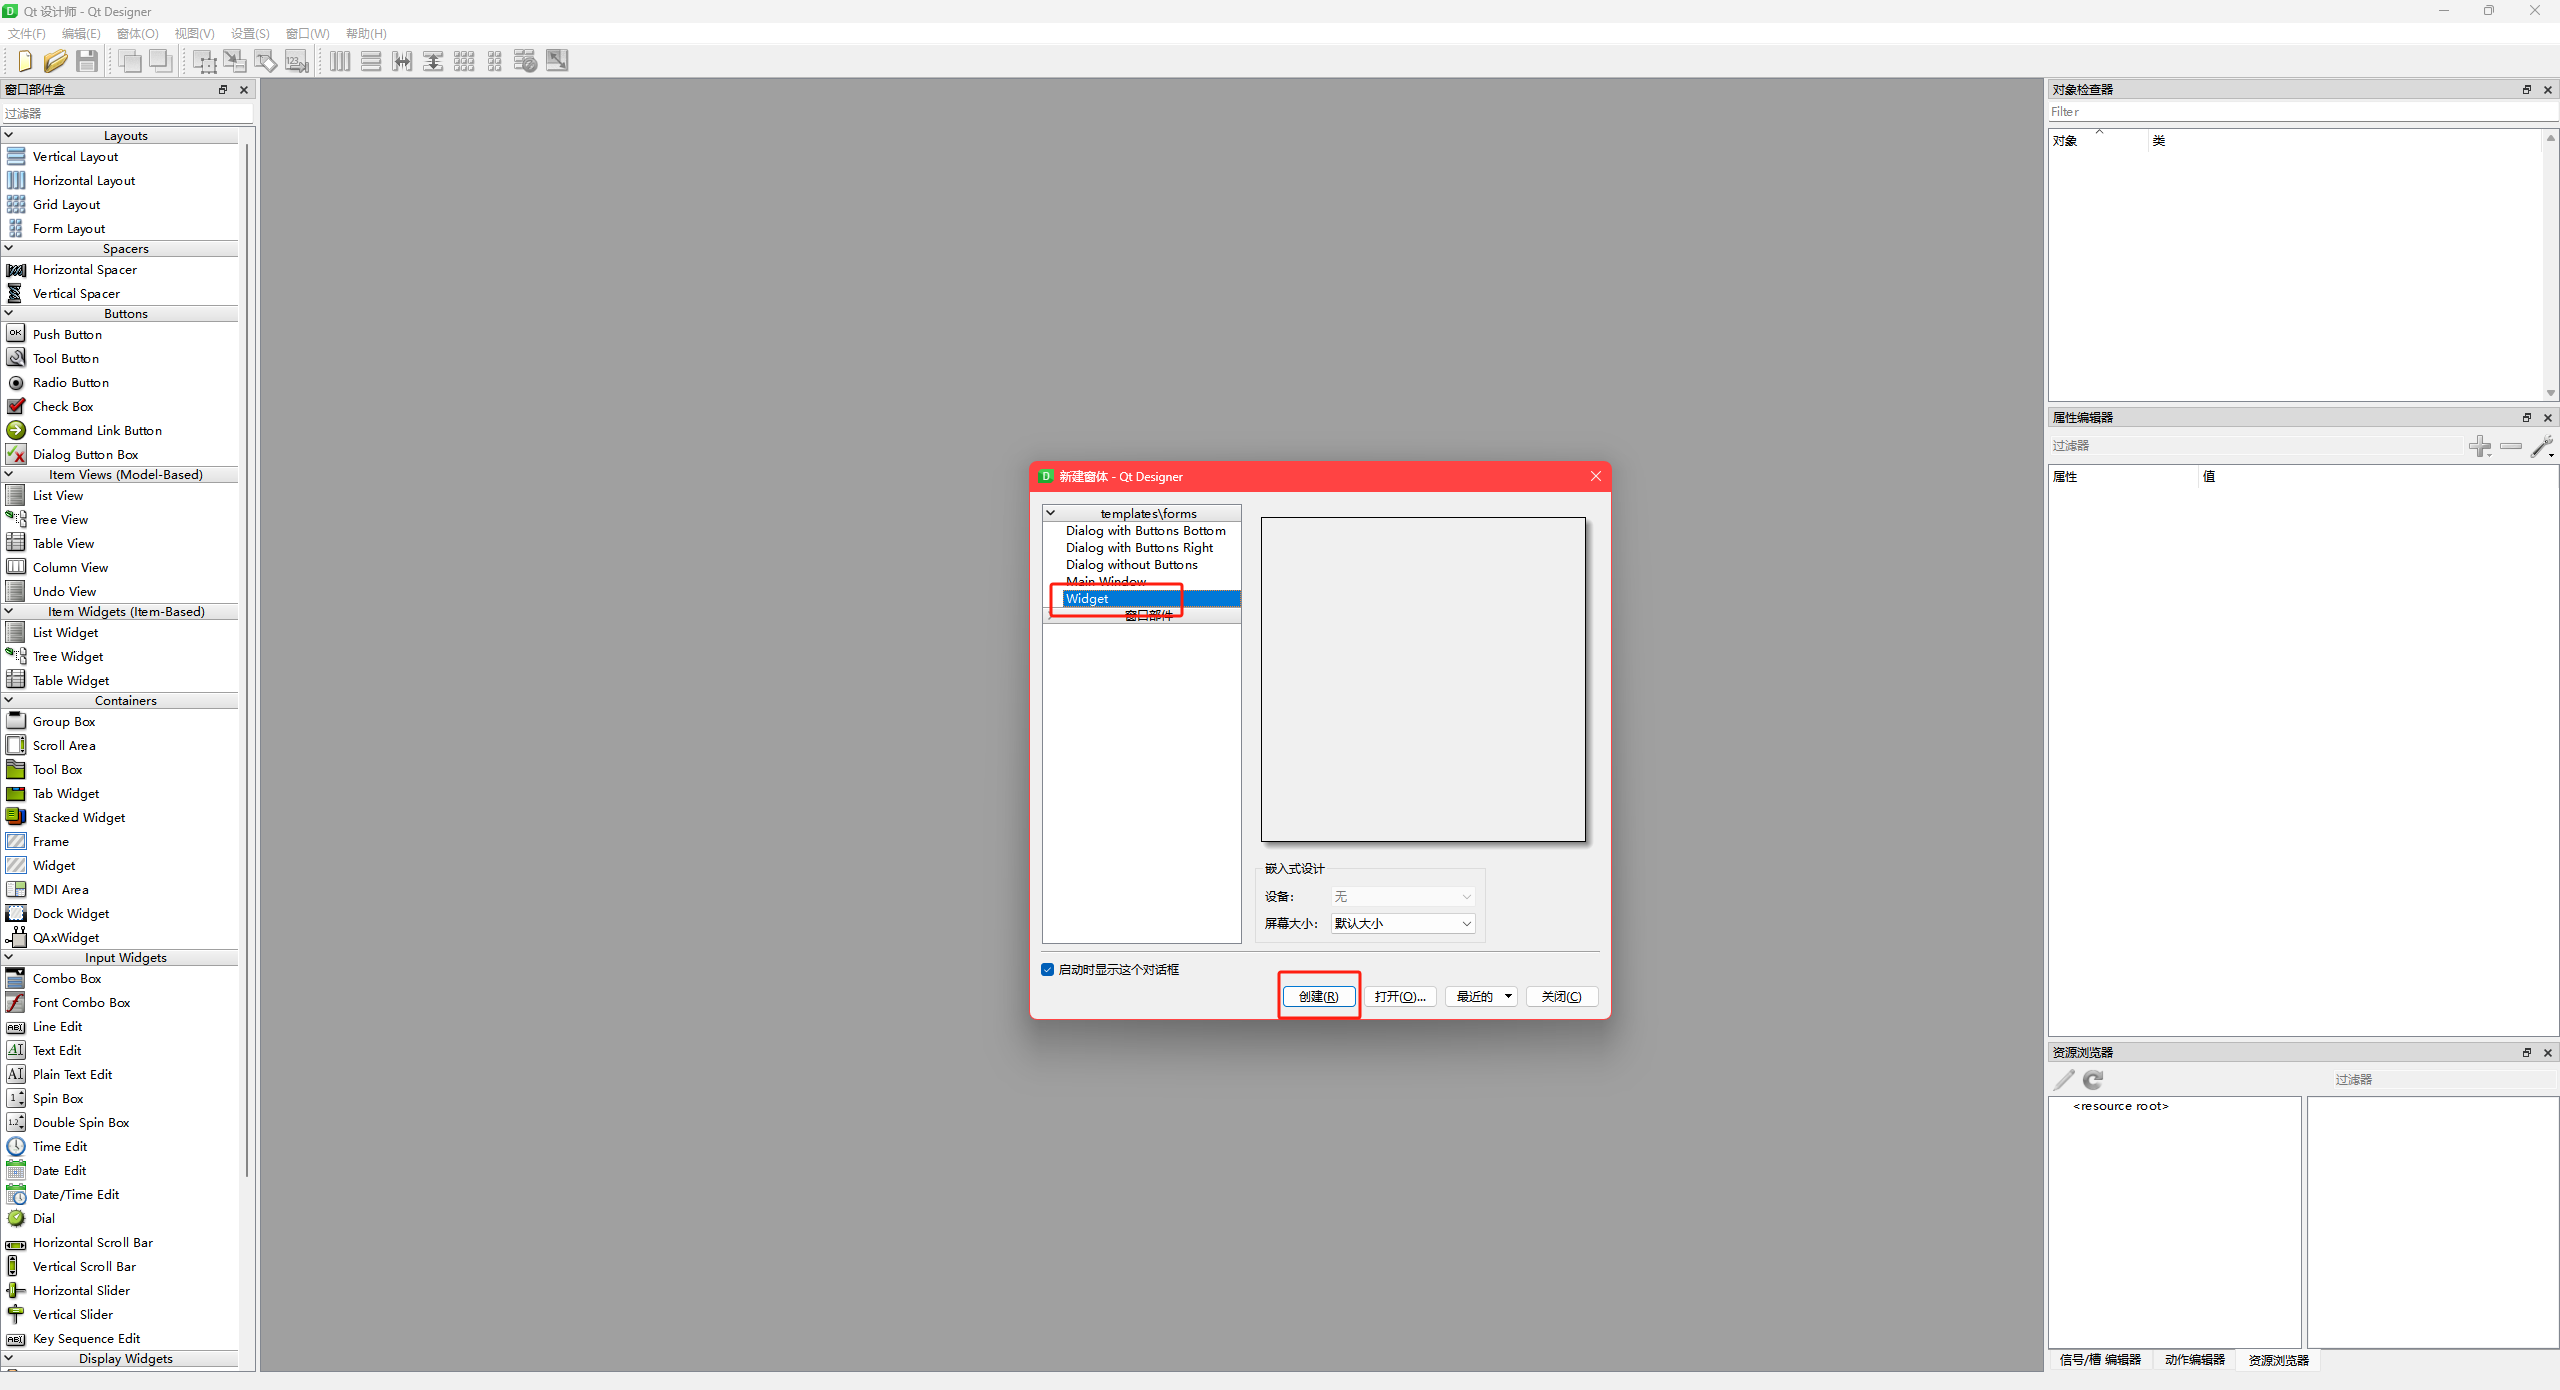 Qt 设计师 - Qt Designer
文件(F) 编辑(E) 窗体(O) 视图(V) 设置(S) 窗口(W) 帮助(H)
窗口部件盒
过滤器
Layouts
Vertical Layout
Horizontal Layout
Grid Layout
Form Layout
Spacers
Horizontal Spacer
Vertical Spacer
Buttons
Push Button
Tool Button
Radio Button
Check Box
Command Link Button
Dialog Button Box
Item Views (Model-Based)
List View
Tree View
Table View
Column View
Undo View
Item Widgets (Item-Based)
List Widget
Tree Widget
Table Widget
Containers
Group Box
Scroll Area
Tool Box
Tab Widget
Stacked Widget
Frame
Widget
MDI Area
Dock Widget
QAxWidget
Input Widgets
Combo Box
Font Combo Box
Line Edit
Text Edit
Plain Text Edit
Spin Box
Double Spin Box
Time Edit
Date Edit
Date/Time Edit
Dial
Horizontal Scroll Bar
Vertical Scroll Bar
Horizontal Slider
Vertical Slider
Key Sequence Edit
Display Widgets
新建窗体 - Qt Designer
templates\forms
Dialog with Buttons Bottom
Dialog with Buttons Right
Dialog without Buttons
Main Window
Widget
窗口部件
嵌入式设计
设备: 无
屏幕大小: 默认大小
启动时显示这个对话框
创建(R) 打开(O)... 最近的 关闭(C)
对象检查器
Filter
对象 类
属性编辑器
过滤器
属性 值
资源浏览器
过滤器
<resource root>
信号/槽 编辑器 动作编辑器 资源浏览器